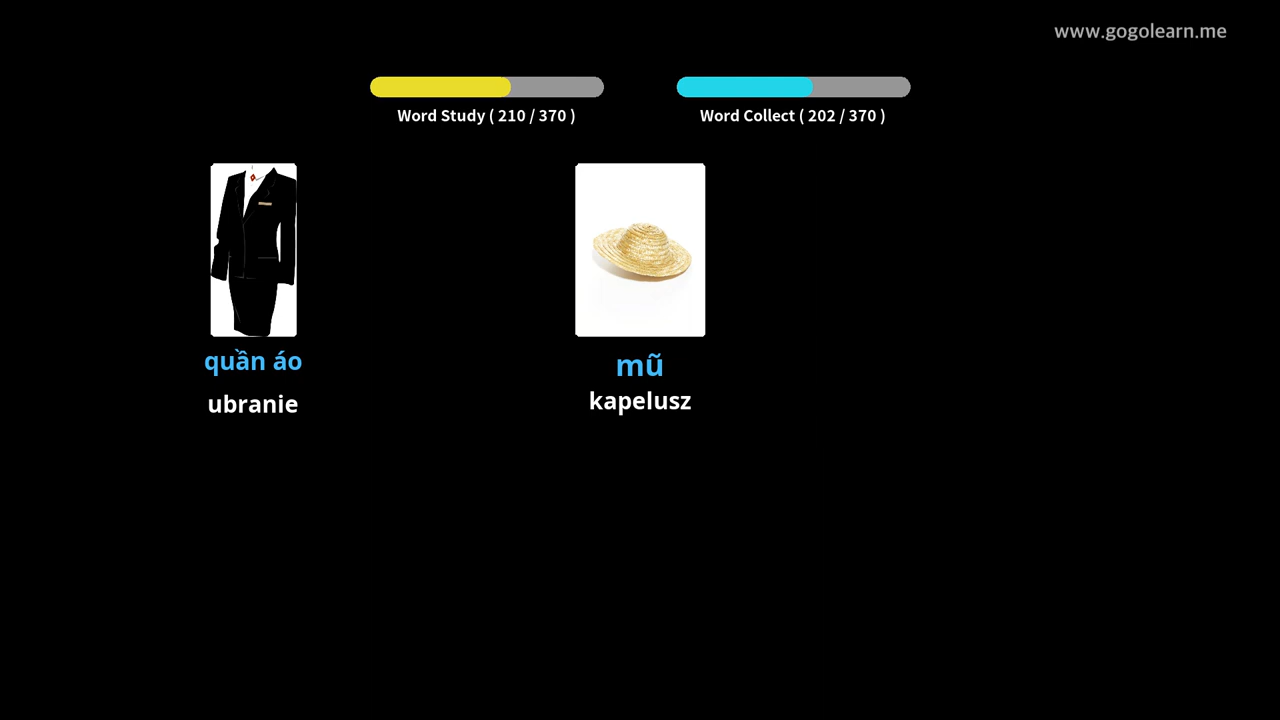 www.gogolearn.me
Word Study ( 210 / 370 )
Word Collect ( 202 / 370 )
quần áo
ubranie
mũ
kapelusz